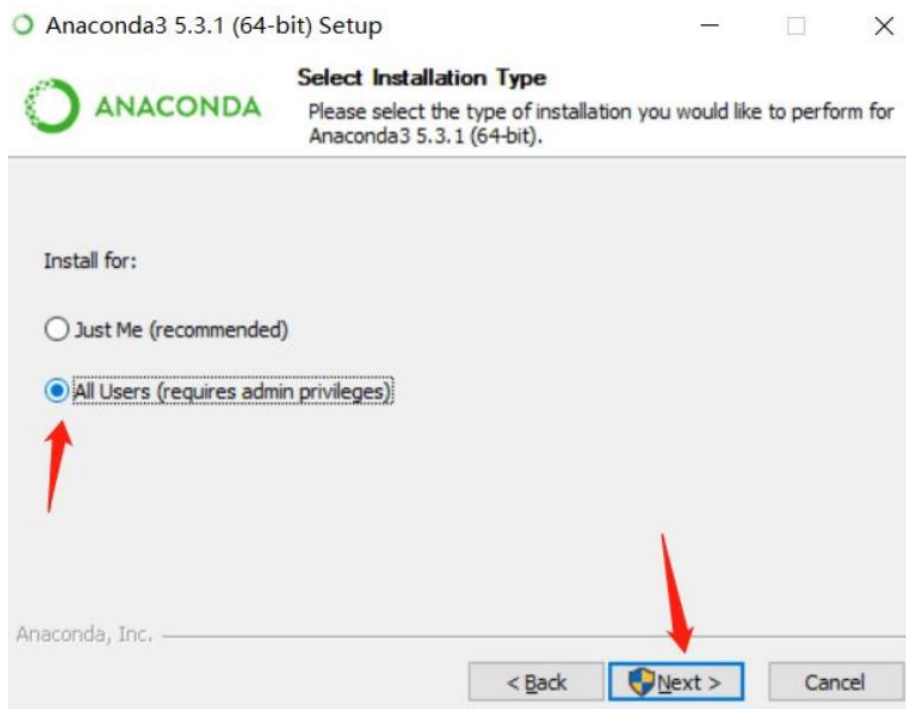 Anaconda3 5.3.1 (64-bit) Setup
ANACONDA
Select Installation Type
Please select the type of installation you would like to perform for
Anaconda3 5.3.1 (64-bit).
Install for:
Just Me (recommended)
All Users (requires admin privileges)
Anaconda, Inc.
< Back
Next >
Cancel